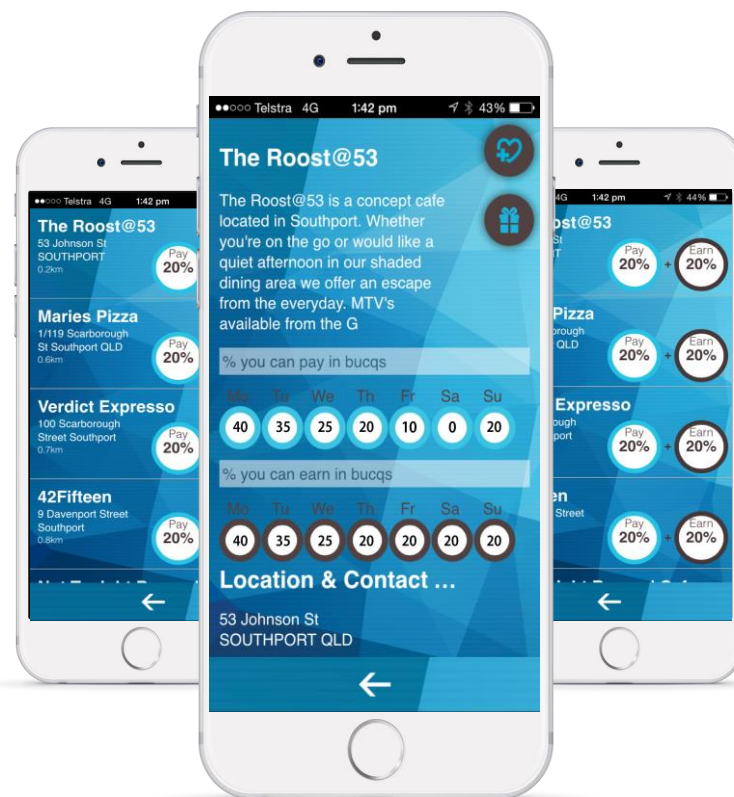 Telstra 4G 1:42 pm
The Roost@53
53 Johnson St
SOUTHPORT
0.2km
Pay
20%
Maries Pizza
1/119 Scarborough
St Southport QLD
0.6km
Pay
20%
Verdict Expresso
100 Scarborough
Street Southport
0.7km
Pay
20%
42Fifteen
9 Davenport Street
Southport
0.8km
Pay
20%
Telstra 4G 1:42 pm 43%
The Roost@53
The Roost@53 is a concept cafe
located in Southport. Whether
you're on the go or would like a
quiet afternoon in our shaded
dining area we offer an escape
from the everyday. MTV's
available from the G
% you can pay in bucqs
Mo Tu We Th Fr Sa Su
40 35 25 20 10 0 20
% you can earn in bucqs
Mo Tu We Th Fr Sa Su
40 35 25 20 20 20 20
Location & Contact ...
53 Johnson St
SOUTHPORT QLD
4G 1:42 pm 44%
ost@53
St
Pay 20% + Earn 20%
Pizza
orough
QLD
Pay 20% + Earn 20%
Expresso
ough
port
Pay 20% + Earn 20%
en
Street
Pay 20% + Earn 20%